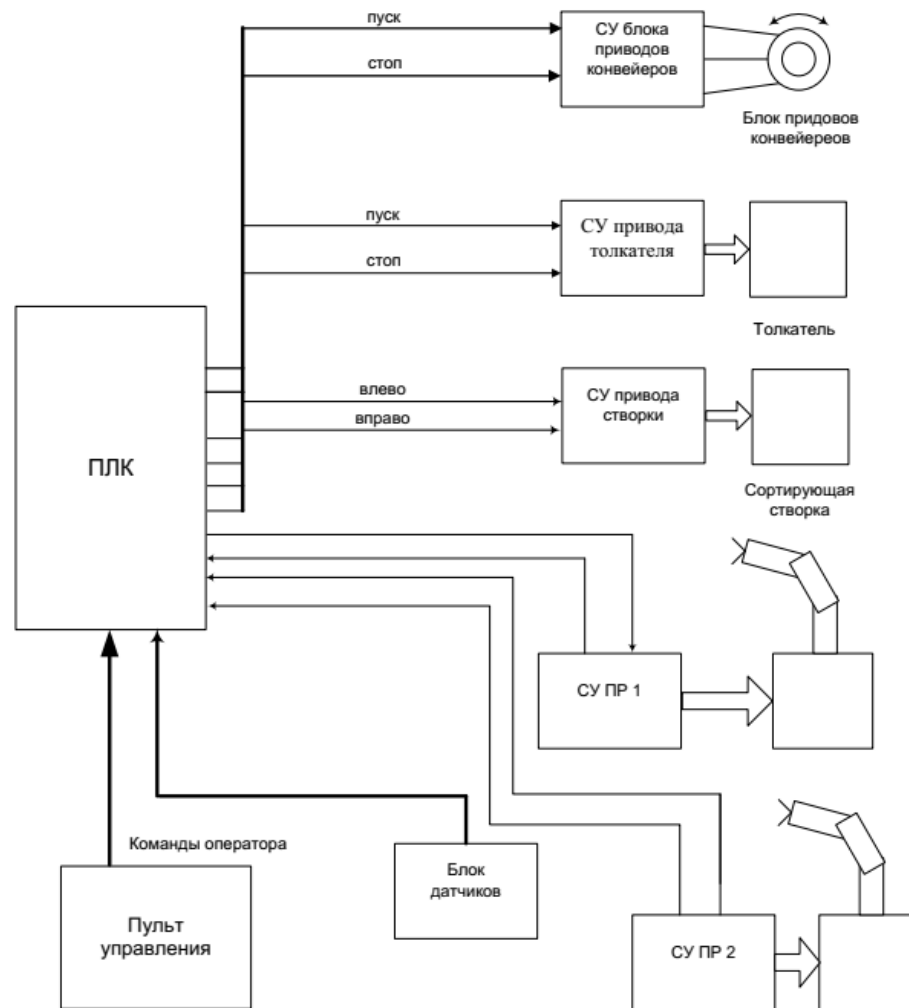 пуск
стоп
СУ блока
приводов
конвейеров
Блок придовов
конвейереов
пуск
стоп
СУ привода
толкателя
Толкатель
влево
вправо
СУ привода
створки
Сортирующая
створка
ПЛК
СУ ПР 1
Команды оператора
Блок
датчиков
Пульт
управления
СУ ПР 2